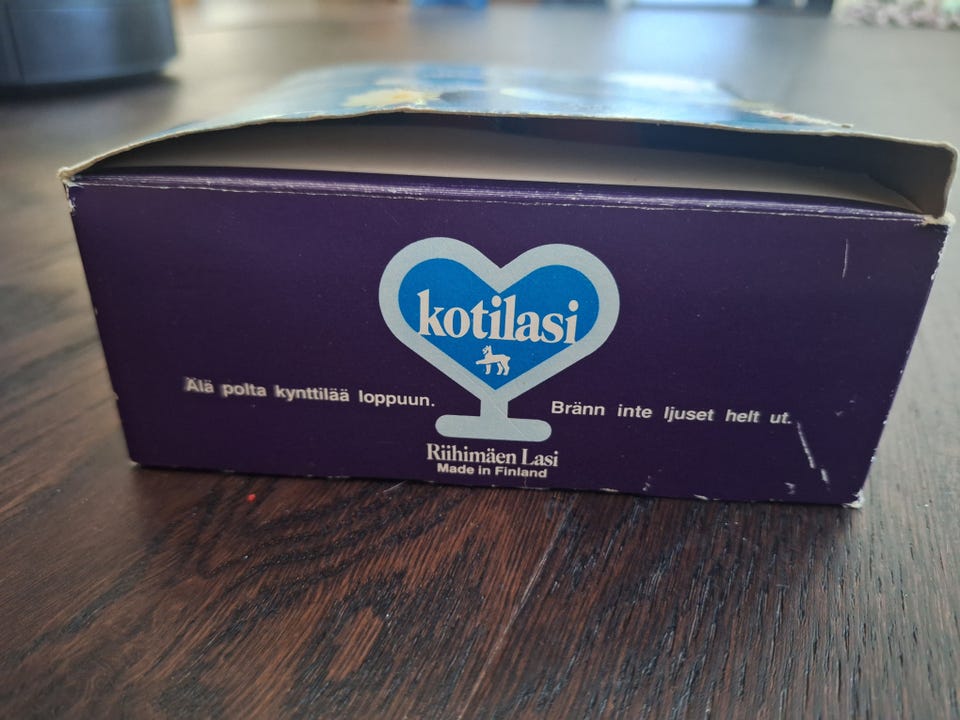 kotilasi
Älä polta kynttilää loppuun.
Bränn inte ljuset helt ut.
Riihimäen Lasi
Made in Finland